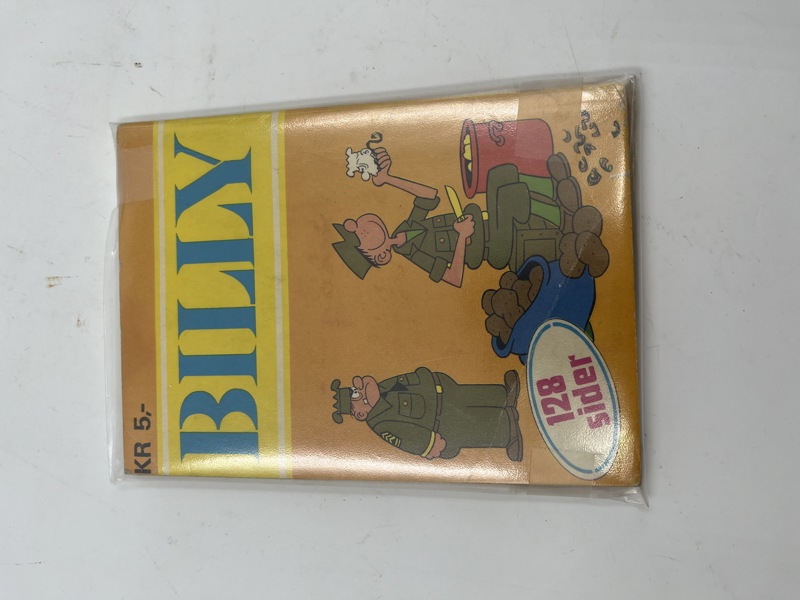 KR 5,-
BILLY
128
sider